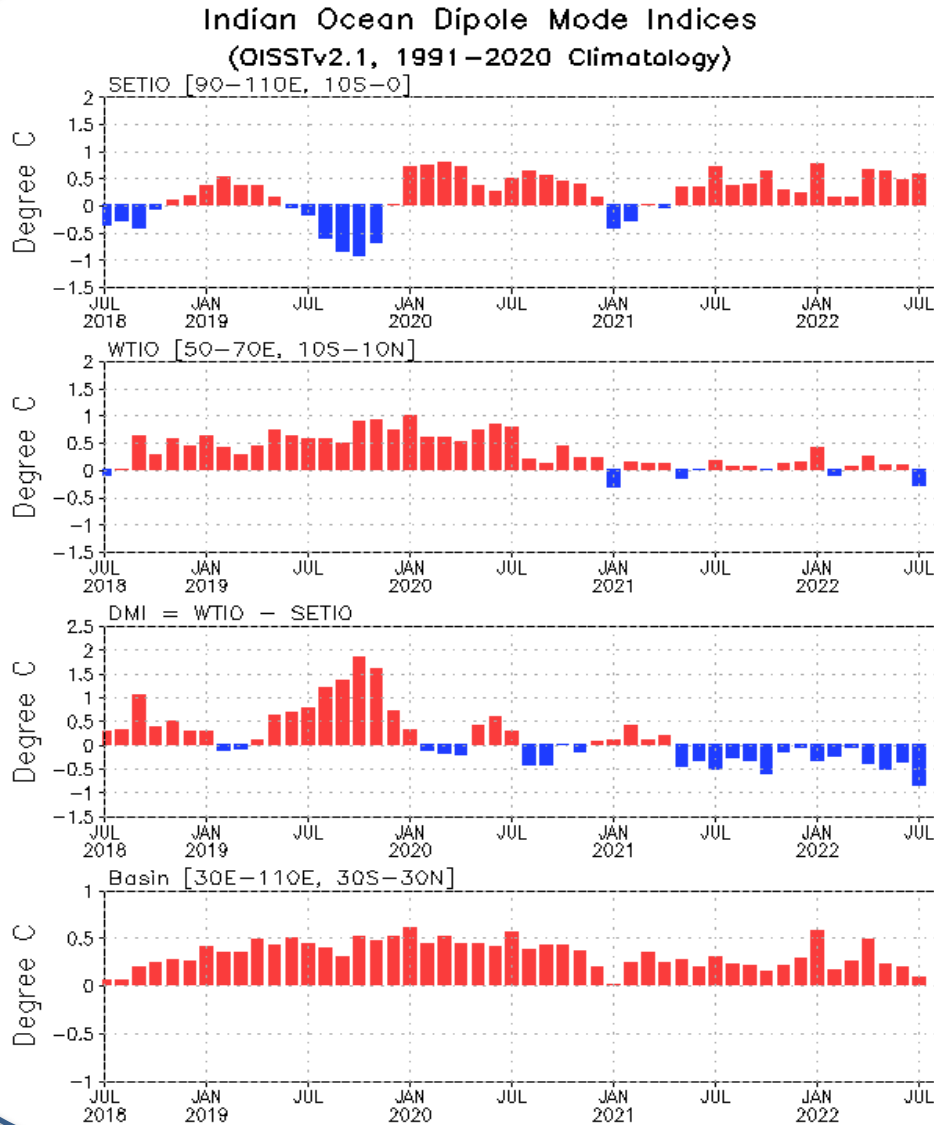 Indian Ocean Dipole Mode Indices
(OISSTv2.1, 1991-2020 Climatology)
SETIO [90-110E, 10S-0]
Degree C
2
1.5
1
0.5
0
-0.5
-1
-1.5
JUL JAN JUL JAN JUL JAN JUL JAN JUL
2018 2019 2020 2021 2022
WTIO [50-70E, 10S-10N]
Degree C
2
1.5
1
0.5
0
-0.5
-1
-1.5
JUL JAN JUL JAN JUL JAN JUL JAN JUL
2018 2019 2020 2021 2022
DMI = WTIO - SETIO
Degree C
2.5
2
1.5
1
0.5
0
-0.5
-1
-1.5
JUL JAN JUL JAN JUL JAN JUL JAN JUL
2018 2019 2020 2021 2022
Basin [30E-110E, 30S-30N]
Degree C
1
0.5
0
-0.5
-1
JUL JAN JUL JAN JUL JAN JUL JAN JUL
2018 2019 2020 2021 2022